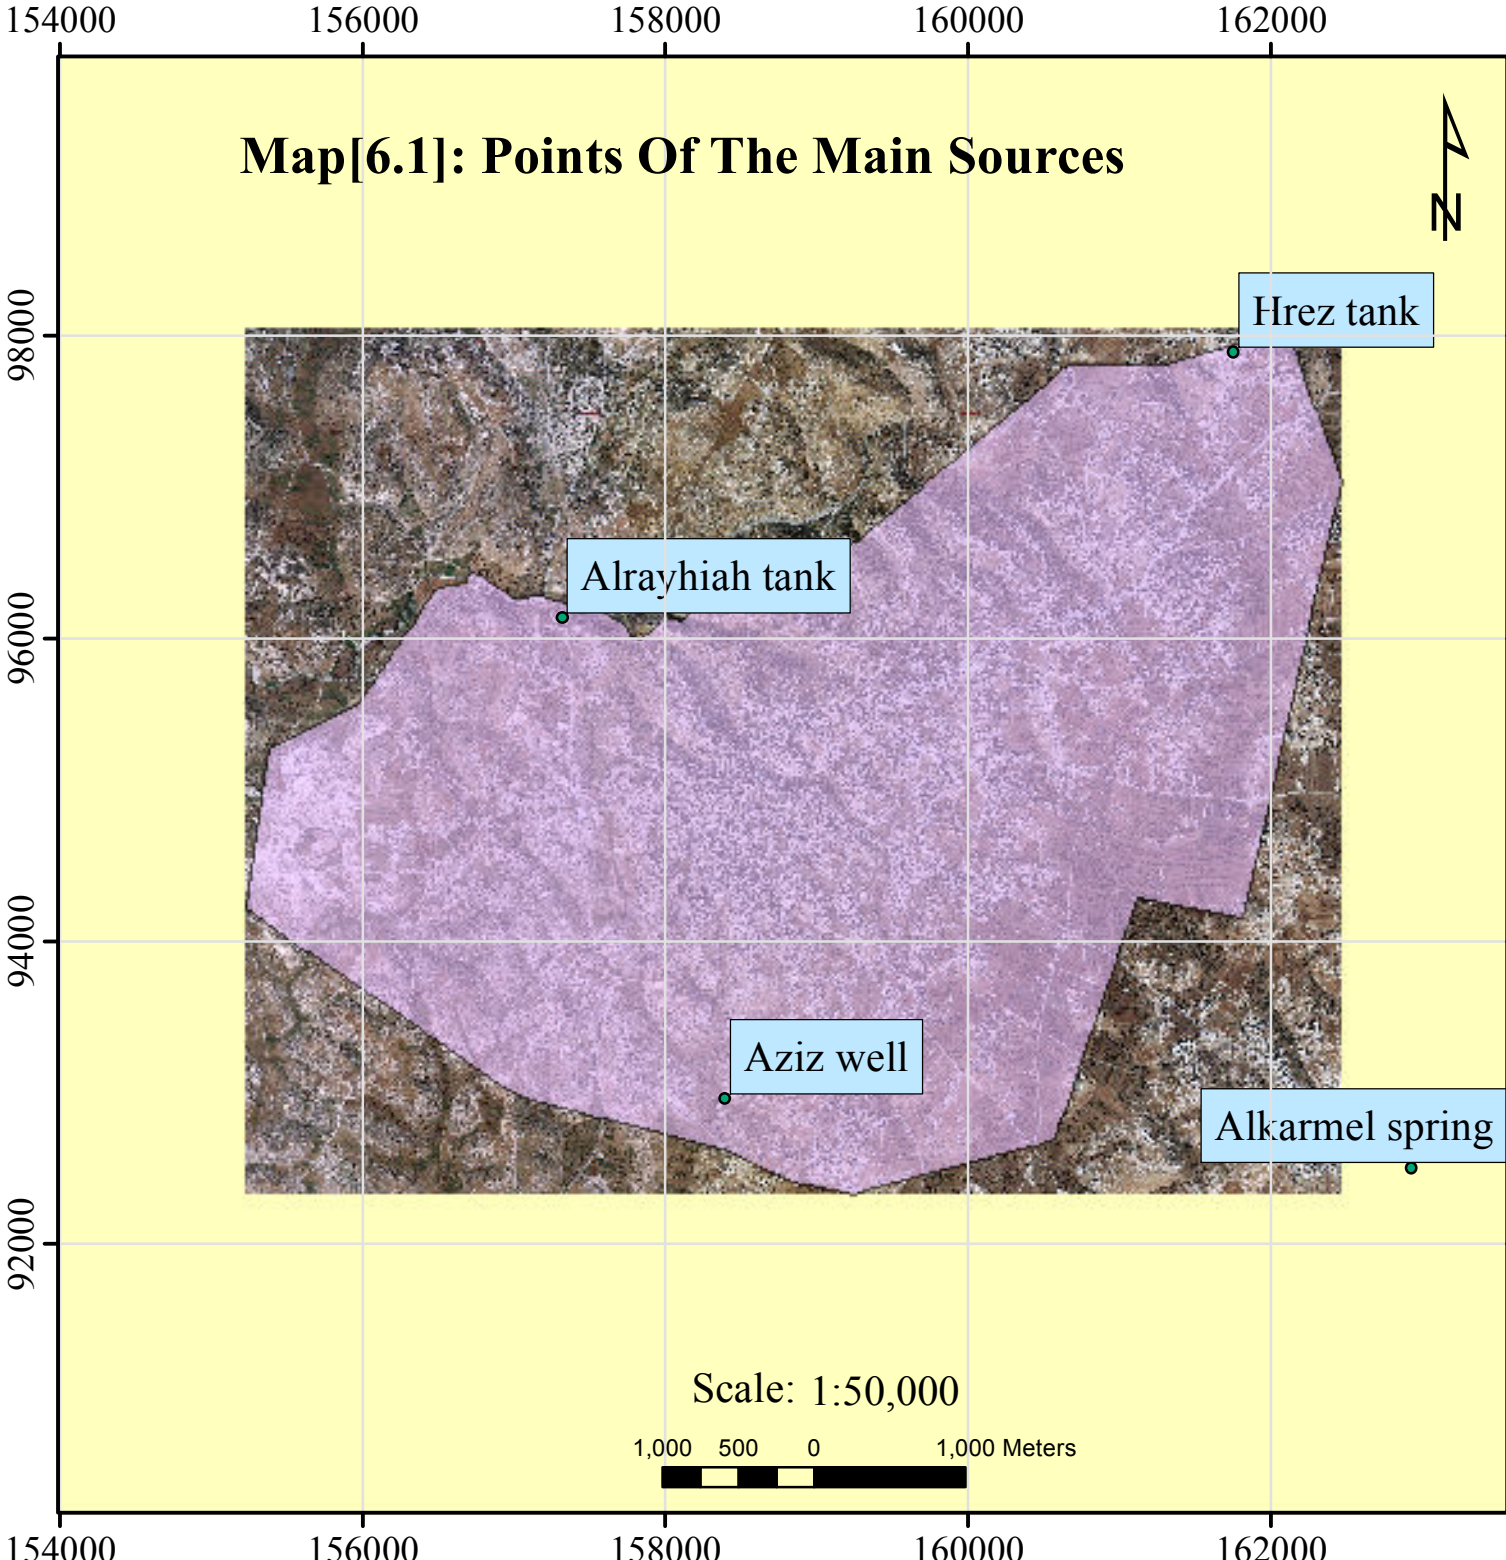 154000 156000 158000 160000 162000
Map[6.1]: Points Of The Main Sources
N
Hrez tank
98000
Alrayhiah tank
96000
94000
Aziz well
Alkarmel spring
92000
Scale: 1:50,000
1,000 500 0 1,000 Meters
154000 156000 158000 160000 162000